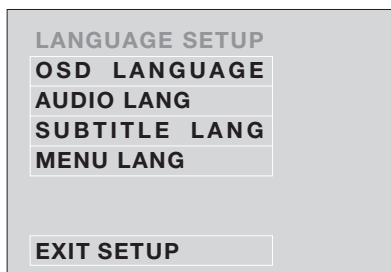 LANGUAGE SETUP
OSD LANGUAGE
AUDIO LANG
SUBTITLE LANG
MENU LANG
EXIT SETUP